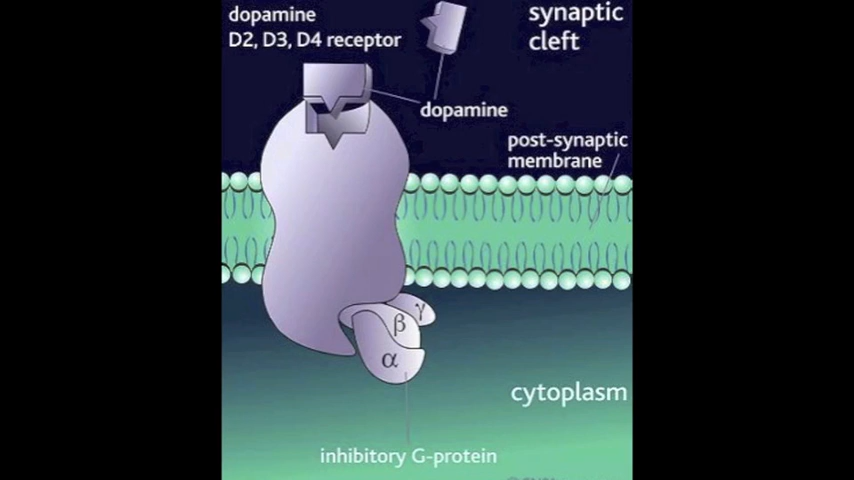 dopamine
D2, D3, D4 receptor
synaptic
cleft
dopamine
post-synaptic
membrane
γ
β
α
cytoplasm
inhibitory G-protein